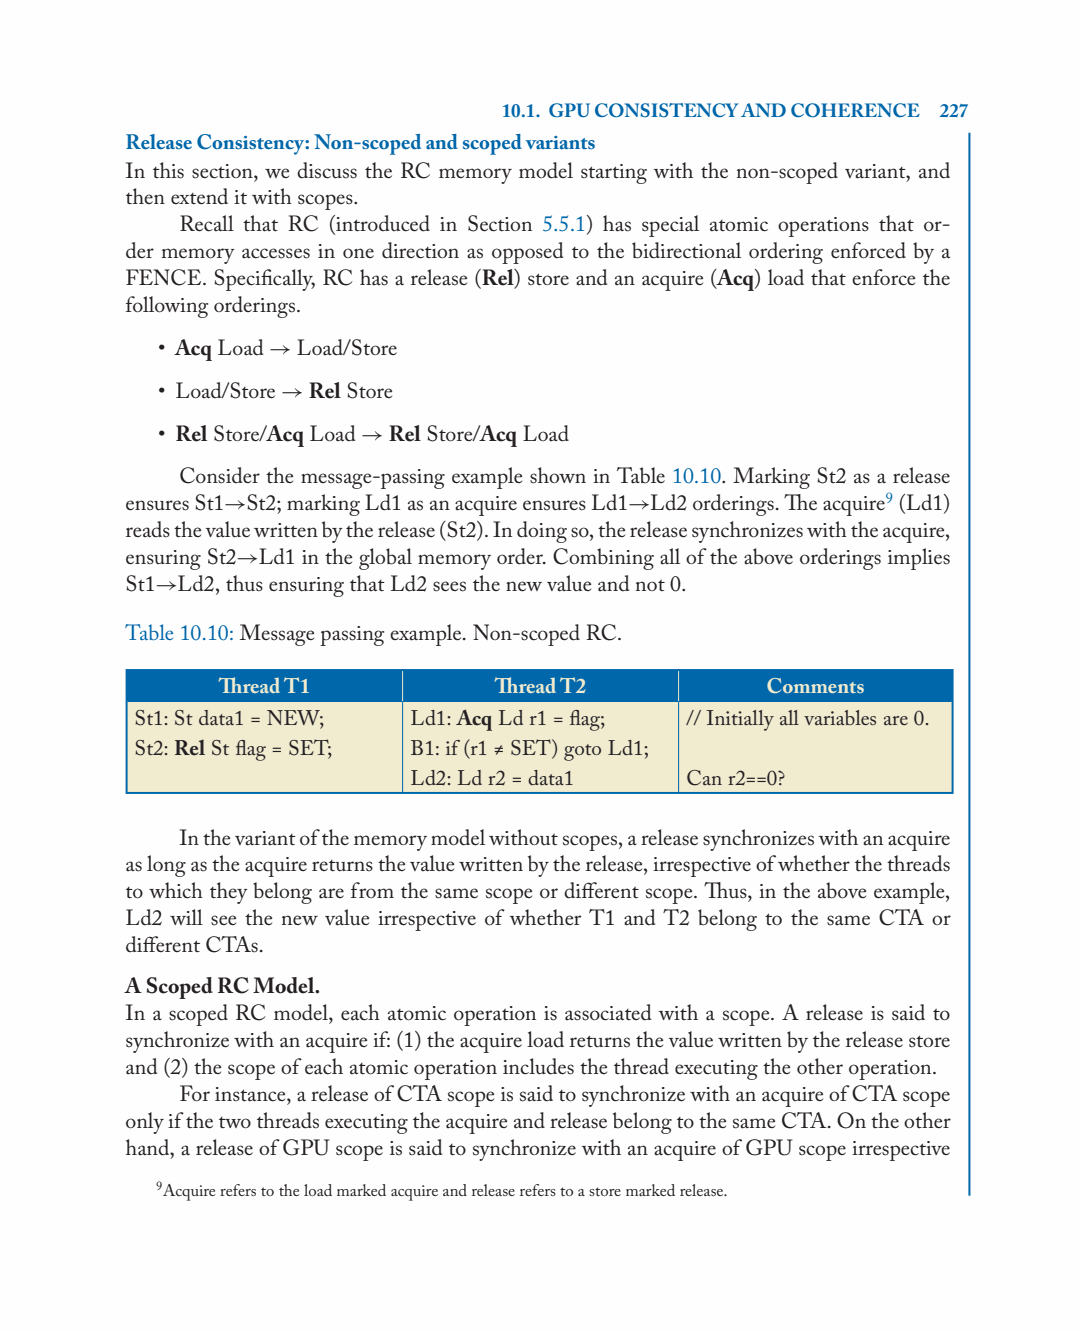 10.1. GPU CONSISTENCY AND COHERENCE 227
Release Consistency: Non-scoped and scoped variants
In this section, we discuss the RC memory model starting with the non-scoped variant, and
then extend it with scopes.
Recall that RC (introduced in Section 5.5.1) has special atomic operations that or-
der memory accesses in one direction as opposed to the bidirectional ordering enforced by a
FENCE. Specifically, RC has a release (Rel) store and an acquire (Acq) load that enforce the
following orderings.
• Acq Load → Load/Store
• Load/Store → Rel Store
• Rel Store/Acq Load → Rel Store/Acq Load
Consider the message-passing example shown in Table 10.10. Marking St2 as a release
ensures St1→St2; marking Ld1 as an acquire ensures Ld1→Ld2 orderings. The acquire⁹ (Ld1)
reads the value written by the release (St2). In doing so, the release synchronizes with the acquire,
ensuring St2→Ld1 in the global memory order. Combining all of the above orderings implies
St1→Ld2, thus ensuring that Ld2 sees the new value and not 0.
Table 10.10: Message passing example. Non-scoped RC.
Thread T1 Thread T2 Comments
St1: St data1 = NEW; Ld1: Acq Ld r1 = flag; // Initially all variables are 0.
St2: Rel St flag = SET; B1: if (r1 ≠ SET) goto Ld1;
Ld2: Ld r2 = data1 Can r2==0?
In the variant of the memory model without scopes, a release synchronizes with an acquire
as long as the acquire returns the value written by the release, irrespective of whether the threads
to which they belong are from the same scope or different scope. Thus, in the above example,
Ld2 will see the new value irrespective of whether T1 and T2 belong to the same CTA or
different CTAs.
A Scoped RC Model.
In a scoped RC model, each atomic operation is associated with a scope. A release is said to
synchronize with an acquire if: (1) the acquire load returns the value written by the release store
and (2) the scope of each atomic operation includes the thread executing the other operation.
For instance, a release of CTA scope is said to synchronize with an acquire of CTA scope
only if the two threads executing the acquire and release belong to the same CTA. On the other
hand, a release of GPU scope is said to synchronize with an acquire of GPU scope irrespective
⁹Acquire refers to the load marked acquire and release refers to a store marked release.